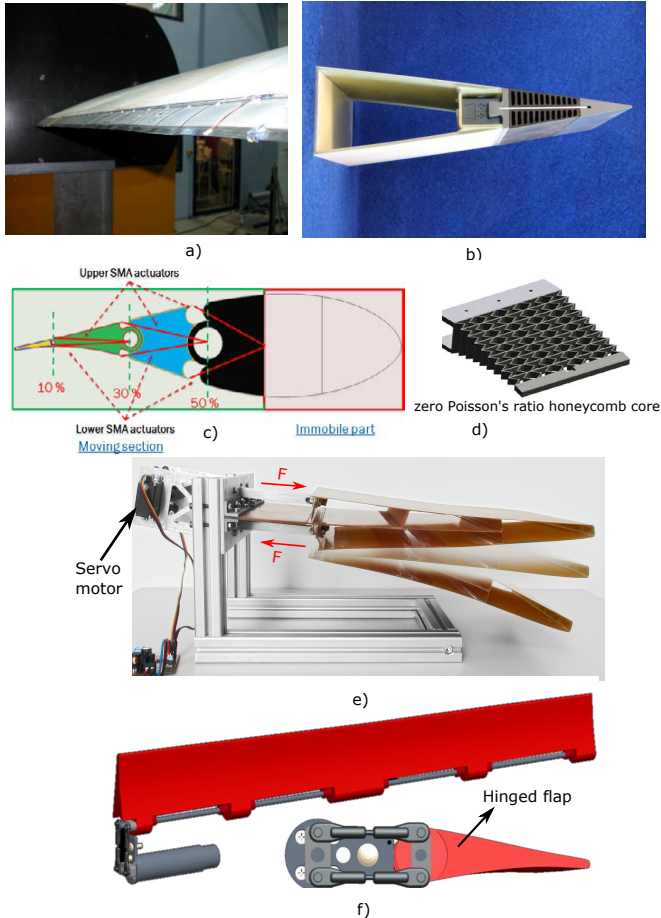 a)
b)
Upper SMA actuators
10 %
30 %
50 %
Lower SMA actuators
Moving section
c)
Immobile part
zero Poisson's ratio honeycomb core
d)
F
F
Servo
motor
e)
Hinged flap
f)